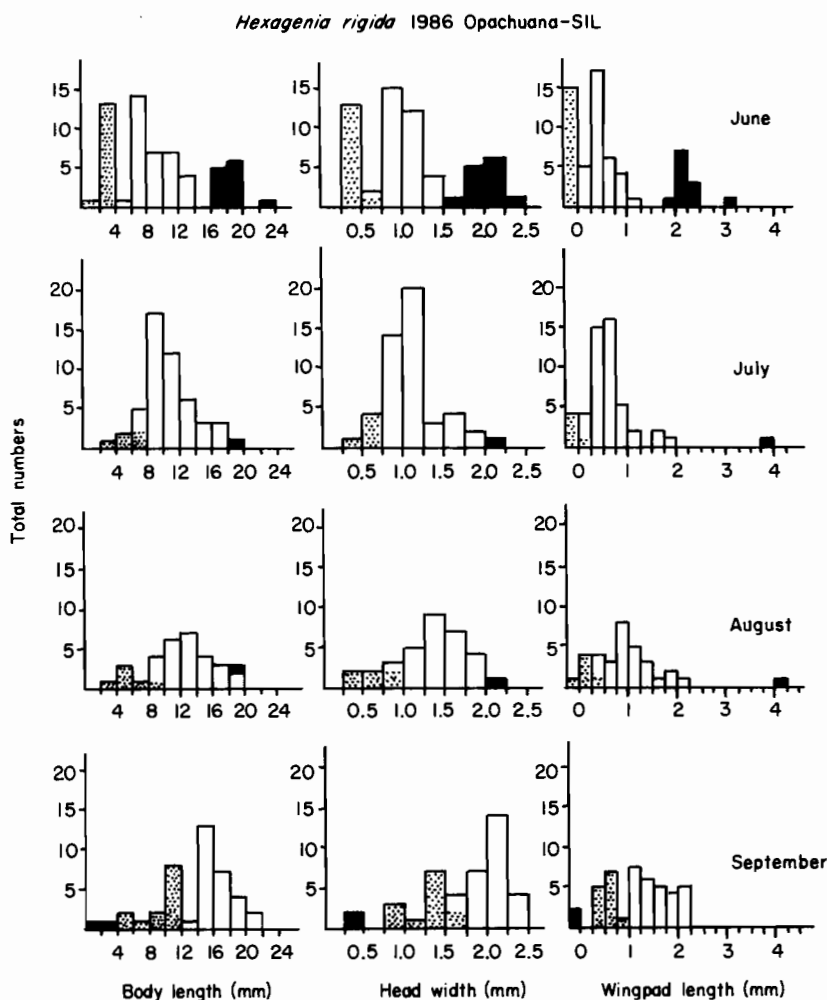 Hexagenia rigida 1986 Opachuana-SIL
15
10
5
4 8 12 16 20 24
15
10
5
0.5 1.0 1.5 2.0 2.5
15
10
5
0 1 2 3 4
June
20
15
10
5
4 8 12 16 20 24
20
15
10
5
0.5 1.0 1.5 2.0 2.5
20
15
10
5
0 1 2 3 4
July
Total numbers
20
15
10
5
4 8 12 16 20 24
20
15
10
5
0.5 1.0 1.5 2.0 2.5
20
15
10
5
0 1 2 3 4
August
20
15
10
5
4 8 12 16 20 24
20
15
10
5
0.5 1.0 1.5 2.0 2.5
20
15
10
5
0 1 2 3 4
September
Body length (mm)
Head width (mm)
Wingpad length (mm)